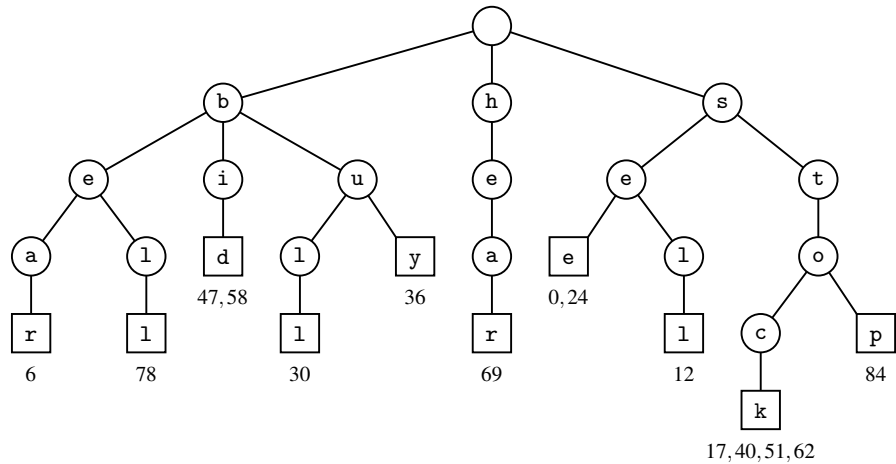 b h s
e i u e e t
a l d l y a e l o
47,58 36 0,24
r l l r l c p
6 78 30 69 12 84
k
17,40,51,62